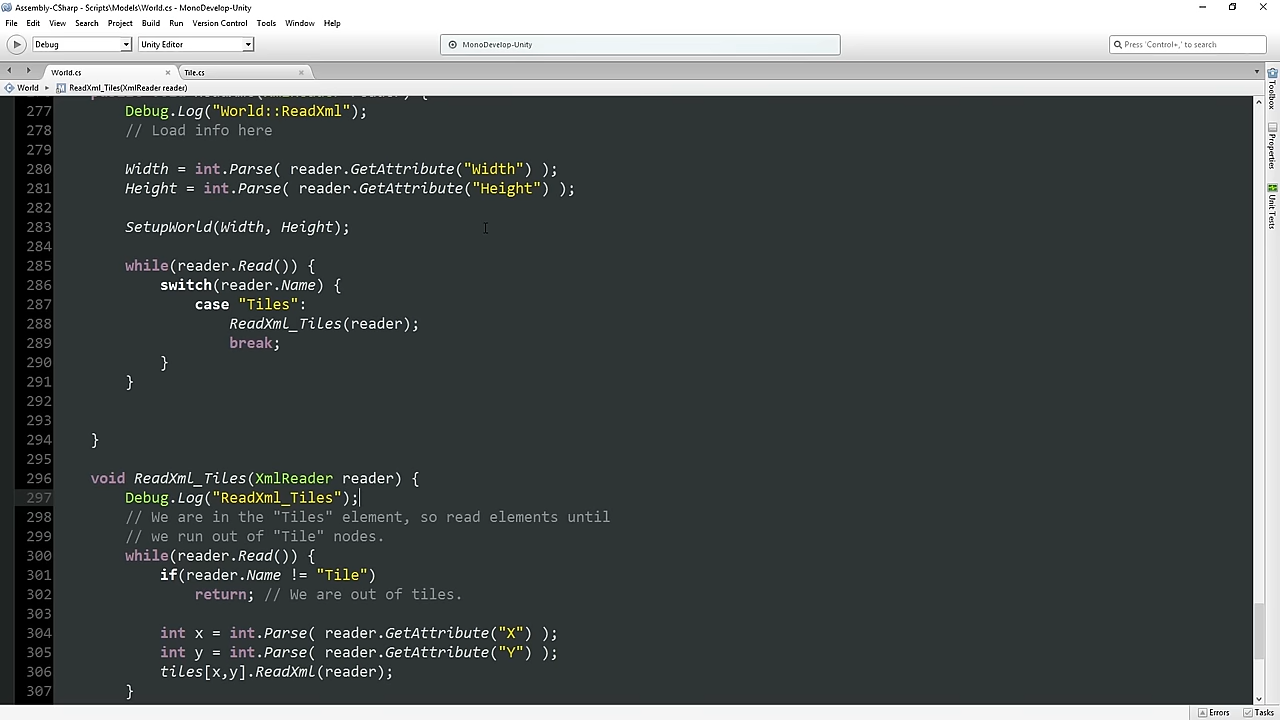 Assembly-CSharp - Scripts\Models\World.cs - MonoDevelop-Unity
File Edit View Search Project Build Run Version Control Tools Window Help
Debug Unity Editor MonoDevelop-Unity Press 'Control+,' to search
World.cs Tile.cs
World ReadXml_Tiles(XmlReader reader)
277 Debug.Log("World::ReadXml");
278 // Load info here
279
280 Width = int.Parse( reader.GetAttribute("Width") );
281 Height = int.Parse( reader.GetAttribute("Height") );
282
283 SetupWorld(Width, Height);
284
285 while(reader.Read()) {
286 switch(reader.Name) {
287 case "Tiles":
288 ReadXml_Tiles(reader);
289 break;
290 }
291 }
292
293
294 }
295
296 void ReadXml_Tiles(XmlReader reader) {
297 Debug.Log("ReadXml_Tiles");
298 // We are in the "Tiles" element, so read elements until
299 // we run out of "Tile" nodes.
300 while(reader.Read()) {
301 if(reader.Name != "Tile")
302 return; // We are out of tiles.
303
304 int x = int.Parse( reader.GetAttribute("X") );
305 int y = int.Parse( reader.GetAttribute("Y") );
306 tiles[x,y].ReadXml(reader);
307 }
Toolbox
Properties
Unit Tests
Errors Tasks